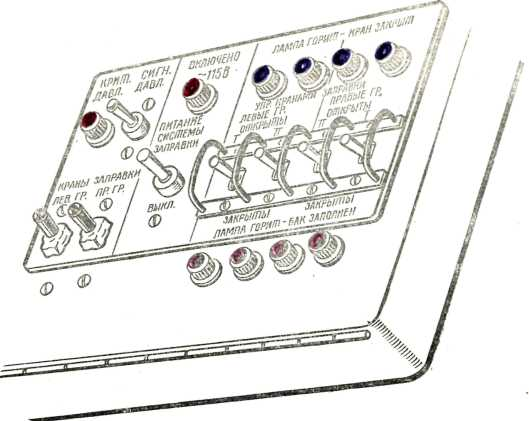 КРИТ. СИГН.
ДАВЛ. ДАВЛ.
ВКЛЮЧЕНО
~115В
ЛАМПА ГОРИТ - КРАН ЗАКРЫТ
ПИТАНИЕ
СИСТЕМЫ
ЗАПРАВКИ
УПР. КРАНАМИ ЗАПРАВКИ
ЛЕВЫЕ ГР. ПРАВЫЕ ГР.
ОТКРЫТЫ ОТКРЫТЫ
КРАНЫ ЗАПРАВКИ
ЛЕВ. ГР. ПР. ГР.
ВЫКЛ.
ЗАКРЫТЫ ЗАКРЫТЫ
ЛАМПА ГОРИТ - БАК ЗАПОЛНЕН